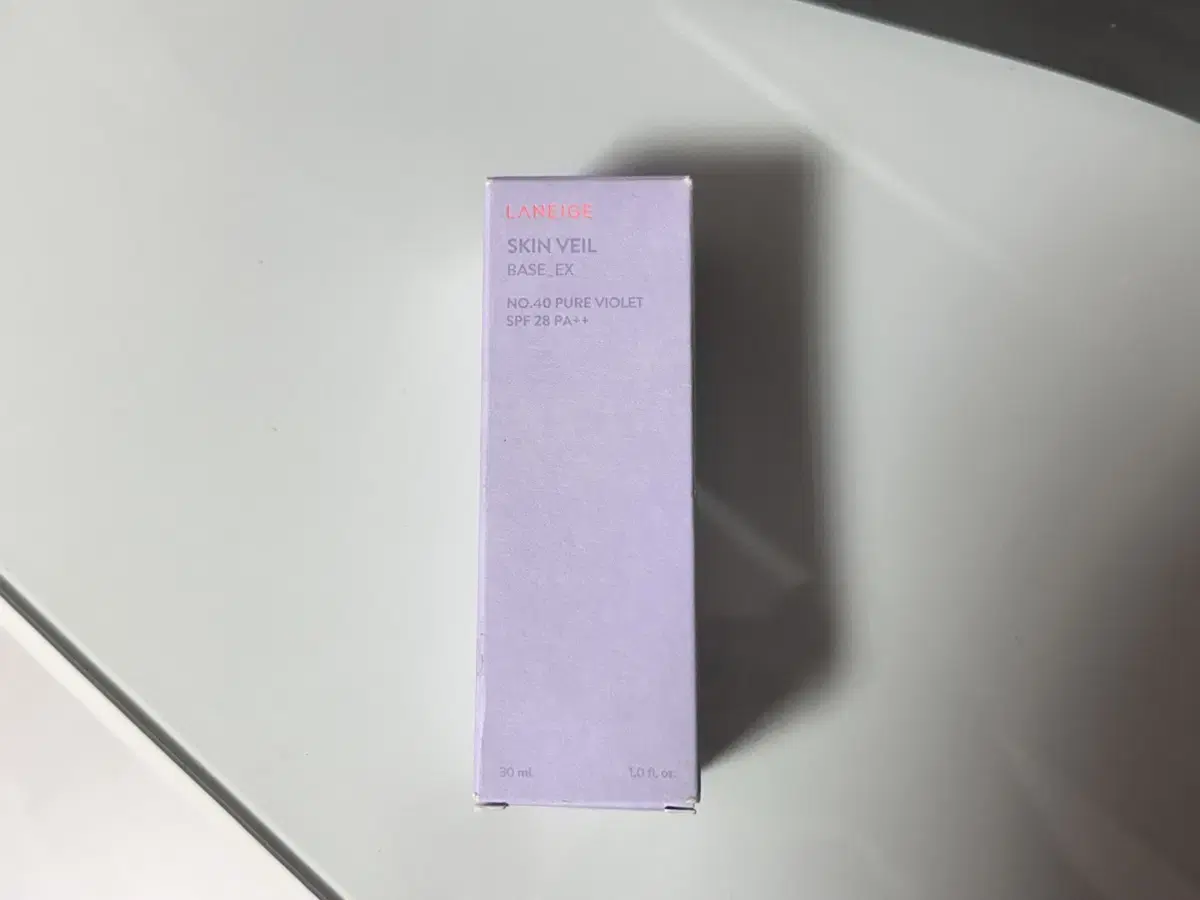 LANEIGE
SKIN VEIL
BASE_EX
NO.40 PURE VIOLET
SPF 28 PA++
30 ml 1.0 fl. oz.